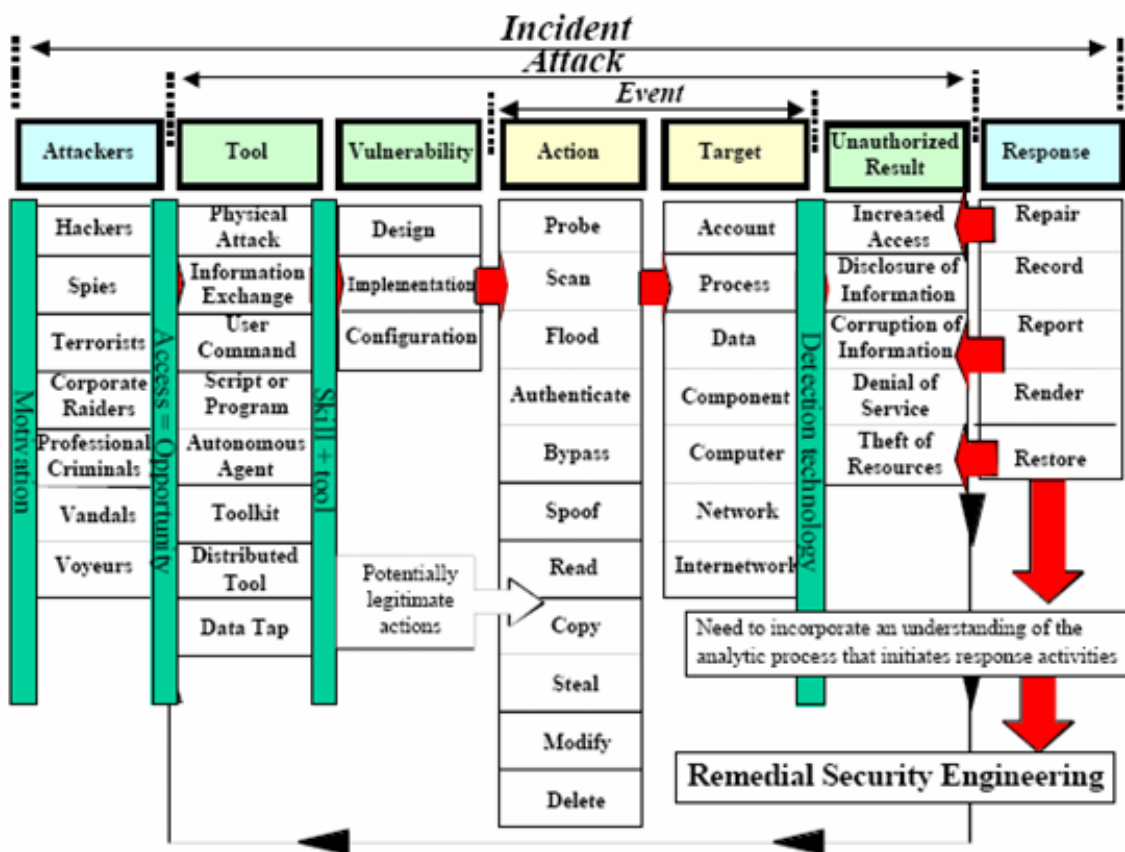 Incident
Attack
Event
Attackers
Tool
Vulnerability
Action
Target
Unauthorized
Result
Response
Motivation
Hackers
Spies
Terrorists
Corporate
Raiders
Professional
Criminals
Vandals
Voyeurs
Access = Opportunity
Physical
Attack
Information
Exchange
User
Command
Script or
Program
Autonomous
Agent
Toolkit
Distributed
Tool
Data Tap
Skill + tool
Design
Implementation
Configuration
Potentially
legitimate
actions
Probe
Scan
Flood
Authenticate
Bypass
Spoof
Read
Copy
Steal
Modify
Delete
Account
Process
Data
Component
Computer
Network
Internetwork
Detection technology
Increased
Access
Disclosure of
Information
Corruption of
Information
Denial of
Service
Theft of
Resources
Repair
Record
Report
Render
Restore
Need to incorporate an understanding of the
analytic process that initiates response activities
Remedial Security Engineering